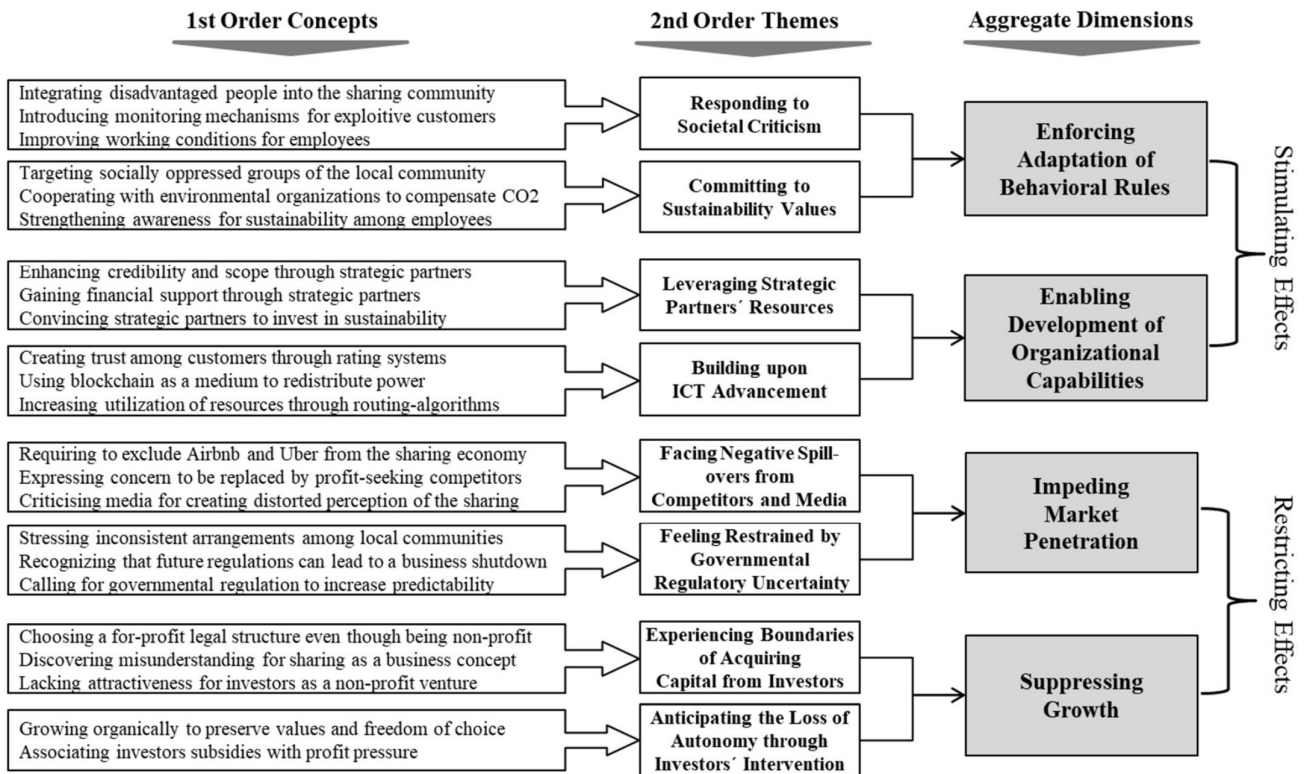 1st Order Concepts
2nd Order Themes
Aggregate Dimensions
Integrating disadvantaged people into the sharing community
Introducing monitoring mechanisms for exploitive customers
Improving working conditions for employees
Responding to
Societal Criticism
Targeting socially oppressed groups of the local community
Cooperating with environmental organizations to compensate CO2
Strengthening awareness for sustainability among employees
Committing to
Sustainability Values
Enforcing
Adaptation of
Behavioral Rules
Enhancing credibility and scope through strategic partners
Gaining financial support through strategic partners
Convincing strategic partners to invest in sustainability
Leveraging Strategic
Partners´ Resources
Creating trust among customers through rating systems
Using blockchain as a medium to redistribute power
Increasing utilization of resources through routing-algorithms
Building upon
ICT Advancement
Enabling
Development of
Organizational
Capabilities
Stimulating Effects
Requiring to exclude Airbnb and Uber from the sharing economy
Expressing concern to be replaced by profit-seeking competitors
Criticising media for creating distorted perception of the sharing
Facing Negative Spill-
overs from
Competitors and Media
Stressing inconsistent arrangements among local communities
Recognizing that future regulations can lead to a business shutdown
Calling for governmental regulation to increase predictability
Feeling Restrained by
Governmental
Regulatory Uncertainty
Impeding
Market
Penetration
Choosing a for-profit legal structure even though being non-profit
Discovering misunderstanding for sharing as a business concept
Lacking attractiveness for investors as a non-profit venture
Experiencing Boundaries
of Acquiring
Capital from Investors
Growing organically to preserve values and freedom of choice
Associating investors subsidies with profit pressure
Anticipating the Loss of
Autonomy through
Investors´ Intervention
Suppressing
Growth
Restricting Effects